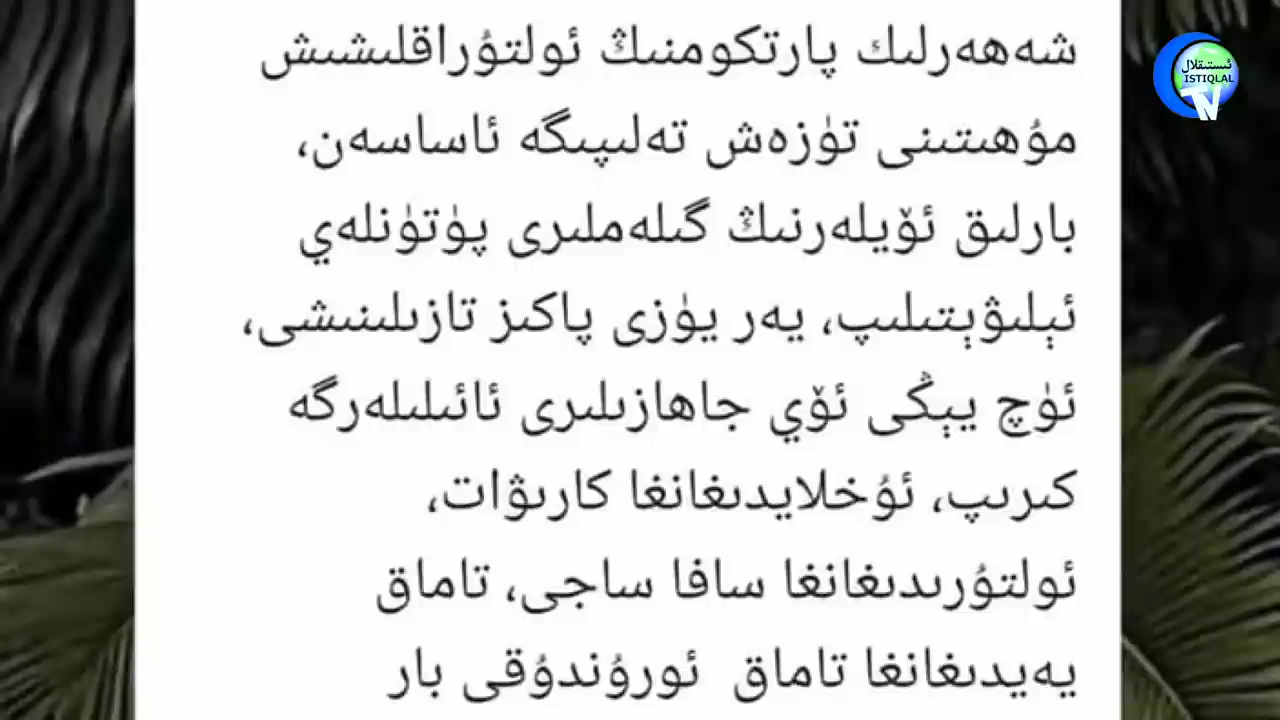 شەھەرلىك پارتكومنىڭ ئولتۇراقلىشىش
مۇھىتىنى تۈزەش تەلىپىگە ئاساسەن،
بارلىق ئۆيلەرنىڭ گىلەملىرى پۈتۈنلەي
ئېلىۋېتىلىپ، يەر يۈزى پاكىز تازىلىنىشى،
ئۈچ يېڭى ئۆي جاھازىلىرى ئائىلىلەرگە
كىرىپ، ئۇخلايدىغانغا كارىۋات،
ئولتۇرىدىغانغا سافا ساجى، تاماق
يەيدىغانغا تاماق ئورۇندۇقى بار
ئىستىقلال
ISTIQLAL
TV